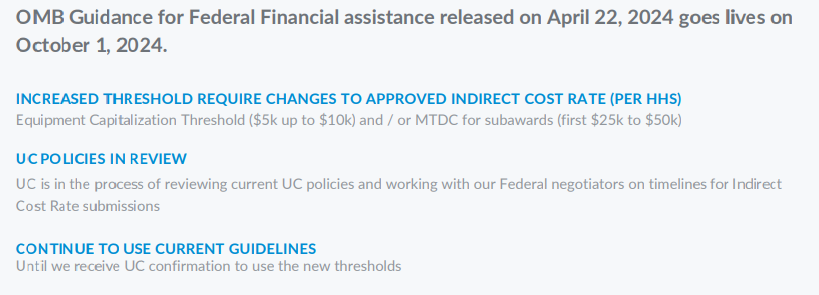 OMB Guidance for Federal Financial assistance released on April 22, 2024 goes lives on
October 1, 2024.
INCREASED THRESHOLD REQUIRE CHANGES TO APPROVED INDIRECT COST RATE (PER HHS)
Equipment Capitalization Threshold ($5k up to $10k) and / or MTDC for subawards (first $25k to $50k)
UC POLICIES IN REVIEW
UC is in the process of reviewing current UC policies and working with our Federal negotiators on timelines for Indirect
Cost Rate submissions
CONTINUE TO USE CURRENT GUIDELINES
Until we receive UC confirmation to use the new thresholds